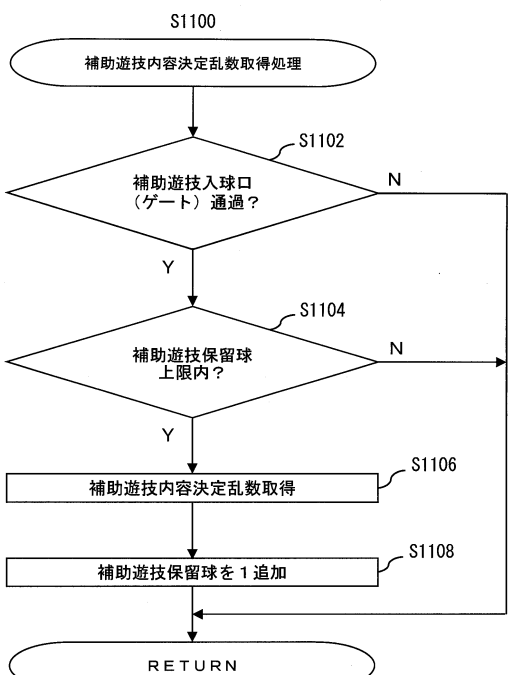 S1100
補助遊技内容決定乱数取得処理
S1102
補助遊技入球口
（ゲート）通過？
N
Y
S1104
補助遊技保留球
上限内？
N
Y
S1106
補助遊技内容決定乱数取得
S1108
補助遊技保留球を１追加
RETURN